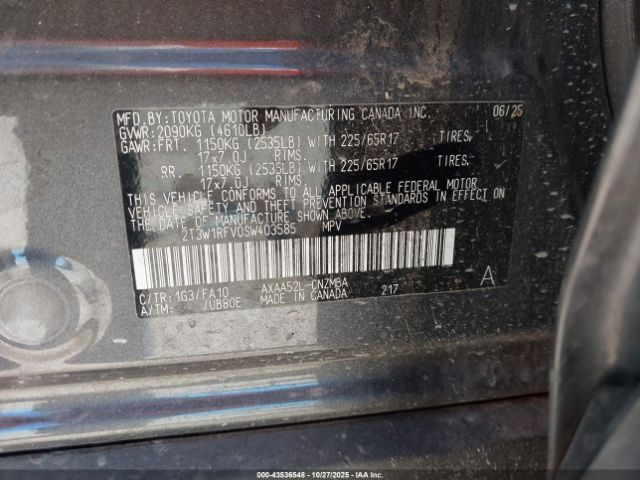 MFD.BY:TOYOTA MOTOR MANUFACTURING CANADA INC. 06/25
GVWR:2090KG (4610LB)
GAWR:FRT. 1150KG (2535LB) WITH 225/65R17 TIRES,
17x7.0J RIMS.
RR. 1150KG (2535LB) WITH 225/65R17 TIRES,
17x7.0J RIMS.
THIS VEHICLE CONFORMS TO ALL APPLICABLE FEDERAL MOTOR
VEHICLE SAFETY AND THEFT PREVENTION STANDARDS IN EFFECT ON
THE DATE OF MANUFACTURE SHOWN ABOVE.
2T3W1RFV0SW403585 MPV
C/TR:1G3/FA10 AXAA52L-CNZMBA
A/TM: /UB80E MADE IN CANADA 217 A
000-43536548 - 10/27/2025 - IAA Inc.